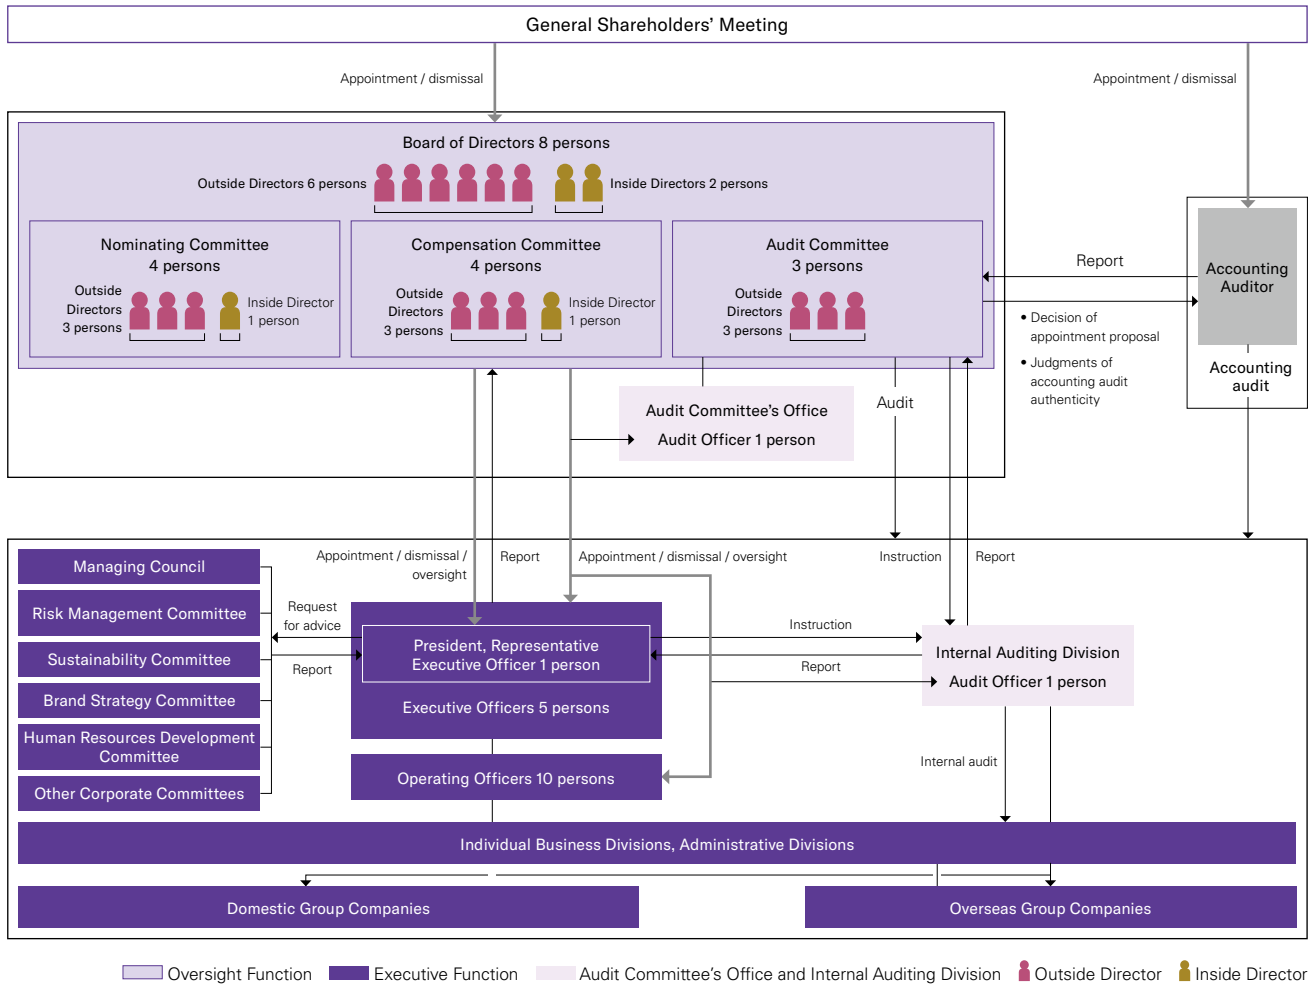 General Shareholders’ Meeting
Appointment / dismissal
Appointment / dismissal
Board of Directors 8 persons
Outside Directors 6 persons
Inside Directors 2 persons
Nominating Committee
4 persons
Outside
Directors
3 persons
Inside Director
1 person
Compensation Committee
4 persons
Outside
Directors
3 persons
Inside Director
1 person
Audit Committee
3 persons
Outside
Directors
3 persons
Report
Accounting
Auditor
• Decision of
appointment proposal
• Judgments of
accounting audit
authenticity
Accounting
audit
Audit Committee’s Office
Audit Officer 1 person
Audit
Managing Council
Risk Management Committee
Sustainability Committee
Brand Strategy Committee
Human Resources Development
Committee
Other Corporate Committees
Appointment / dismissal /
oversight
Report
Appointment / dismissal / oversight
Instruction
Report
Request
for advice
Report
President, Representative
Executive Officer 1 person
Executive Officers 5 persons
Instruction
Report
Internal Auditing Division
Audit Officer 1 person
Operating Officers 10 persons
Internal audit
Individual Business Divisions, Administrative Divisions
Domestic Group Companies
Overseas Group Companies
Oversight Function
Executive Function
Audit Committee’s Office and Internal Auditing Division
Outside Director
Inside Director